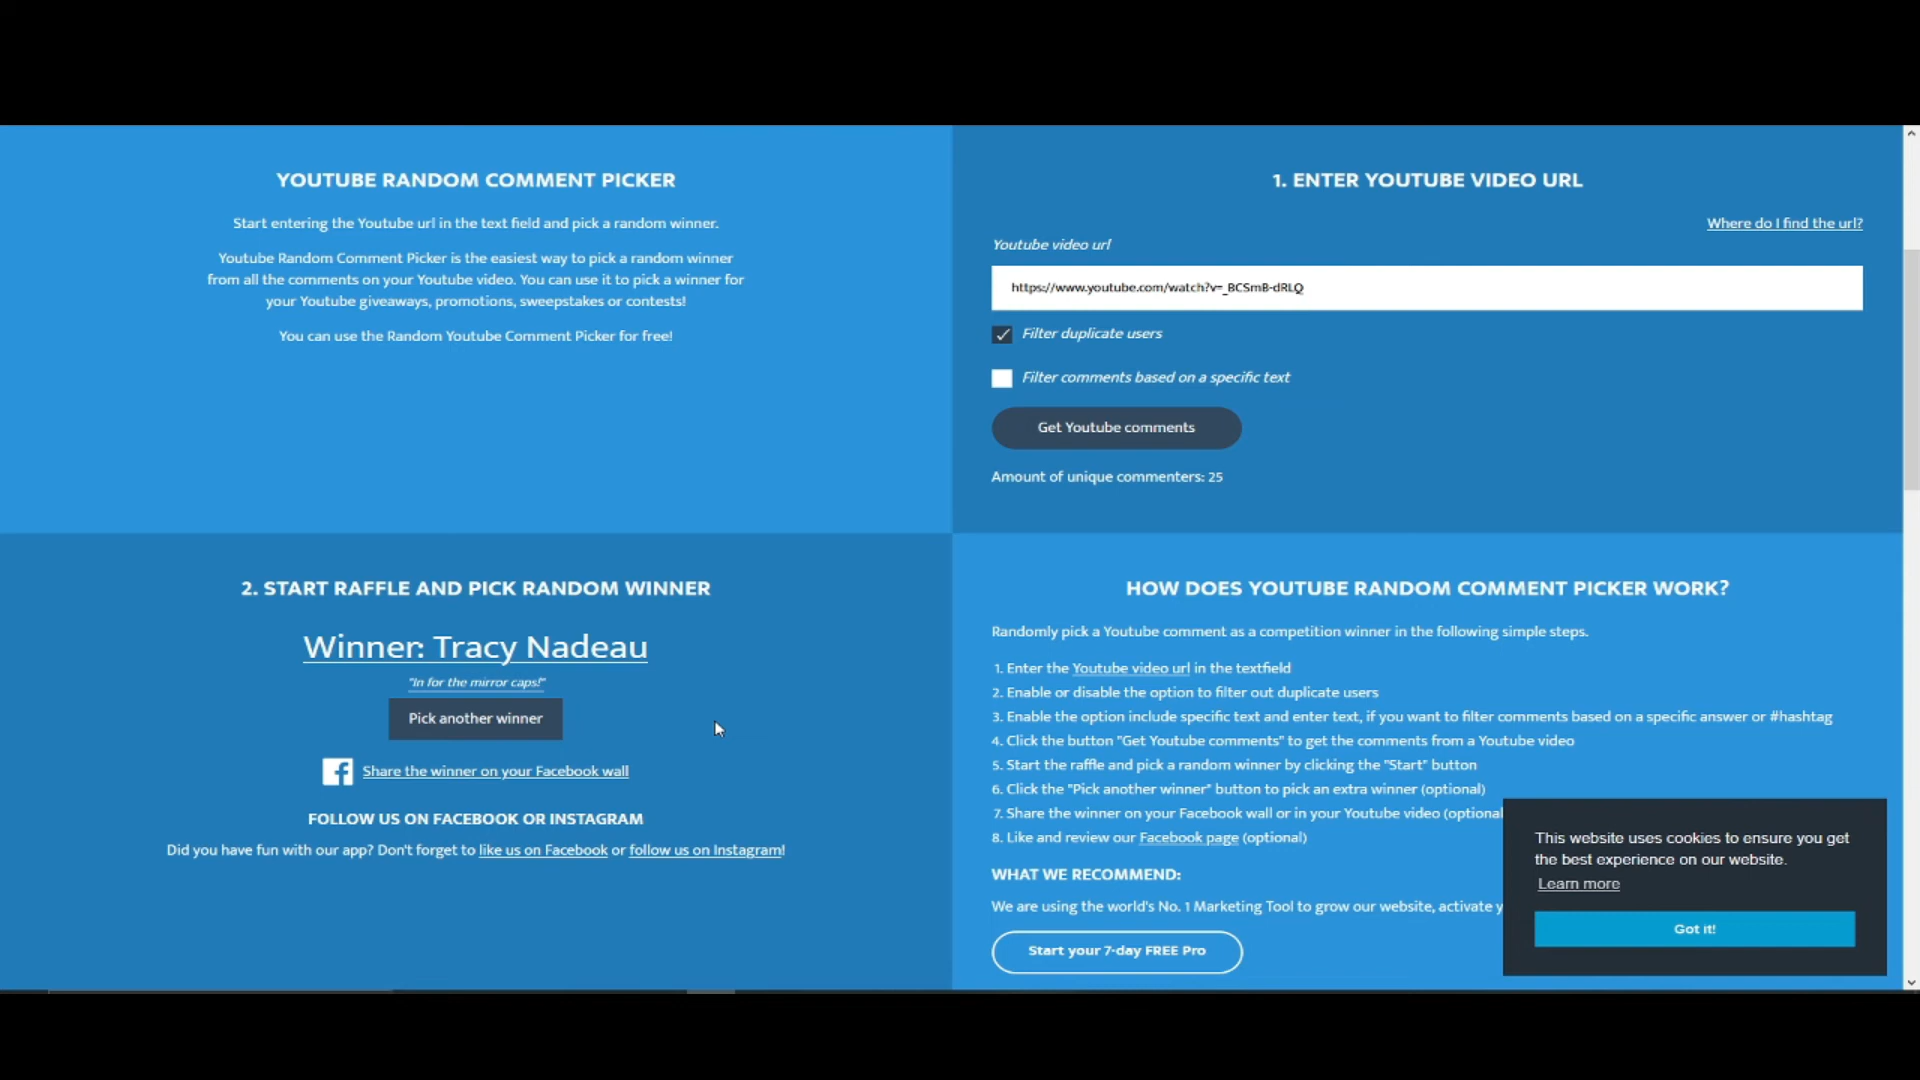 YOUTUBE RANDOM COMMENT PICKER
Start entering the Youtube url in the text field and pick a random winner.
Youtube Random Comment Picker is the easiest way to pick a random winner
from all the comments on your Youtube video. You can use it to pick a winner for
your Youtube giveaways, promotions, sweepstakes or contests!
You can use the Random Youtube Comment Picker for free!
1. ENTER YOUTUBE VIDEO URL
Where do I find the url?
Youtube video url
https://www.youtube.com/watch?v=_BCSmB-dRLQ
Filter duplicate users
Filter comments based on a specific text
Get Youtube comments
Amount of unique commenters: 25
2. START RAFFLE AND PICK RANDOM WINNER
Winner: Tracy Nadeau
"In for the mirror caps!"
Pick another winner
Share the winner on your Facebook wall
FOLLOW US ON FACEBOOK OR INSTAGRAM
Did you have fun with our app? Don't forget to like us on Facebook or follow us on Instagram!
HOW DOES YOUTUBE RANDOM COMMENT PICKER WORK?
Randomly pick a Youtube comment as a competition winner in the following simple steps.
1. Enter the Youtube video url in the textfield
2. Enable or disable the option to filter out duplicate users
3. Enable the option include specific text and enter text, if you want to filter comments based on a specific answer or #hashtag
4. Click the button "Get Youtube comments" to get the comments from a Youtube video
5. Start the raffle and pick a random winner by clicking the "Start" button
6. Click the "Pick another winner" button to pick an extra winner (optional)
7. Share the winner on your Facebook wall or in your Youtube video (optional
8. Like and review our Facebook page (optional)
WHAT WE RECOMMEND:
We are using the world's No. 1 Marketing Tool to grow our website, activate y
Start your 7-day FREE Pro
This website uses cookies to ensure you get
the best experience on our website.
Learn more
Got it!